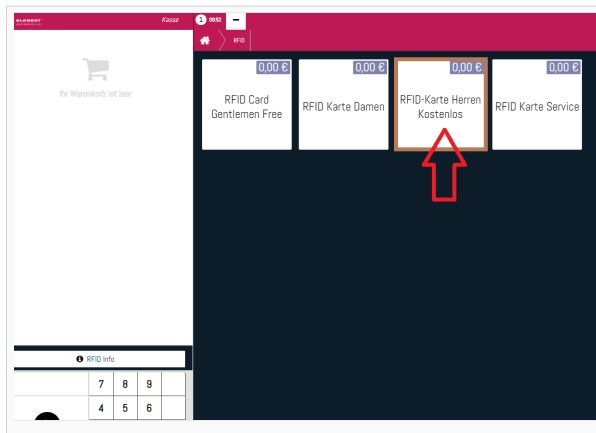 ELEMENT
Kasse
1 09:52
RFID
Ihr Warenkorb ist leer
0,00 €
RFID Card
Gentlemen Free
0,00 €
RFID Karte Damen
0,00 €
RFID-Karte Herren
Kostenlos
0,00 €
RFID Karte Service
RFID Info
7 8 9
4 5 6